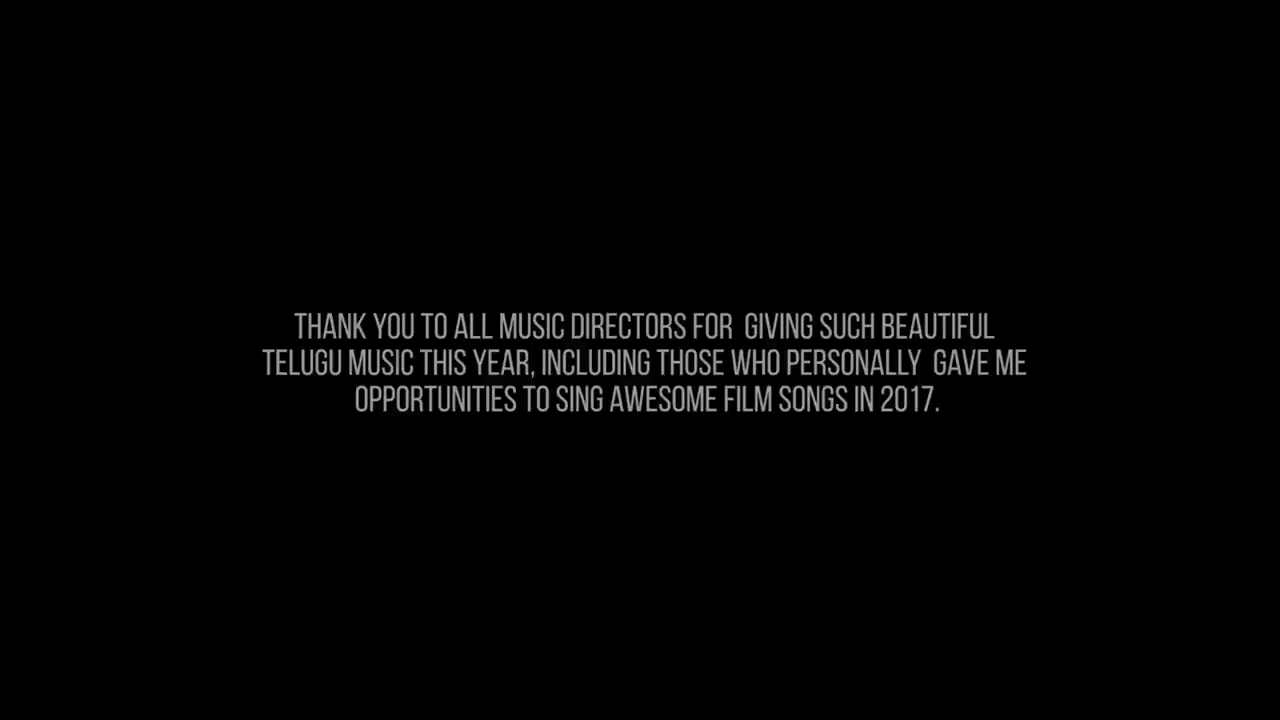 THANK YOU TO ALL MUSIC DIRECTORS FOR  GIVING SUCH BEAUTIFUL
TELUGU MUSIC THIS YEAR, INCLUDING THOSE WHO PERSONALLY  GAVE ME
OPPORTUNITIES TO SING AWESOME FILM SONGS IN 2017.